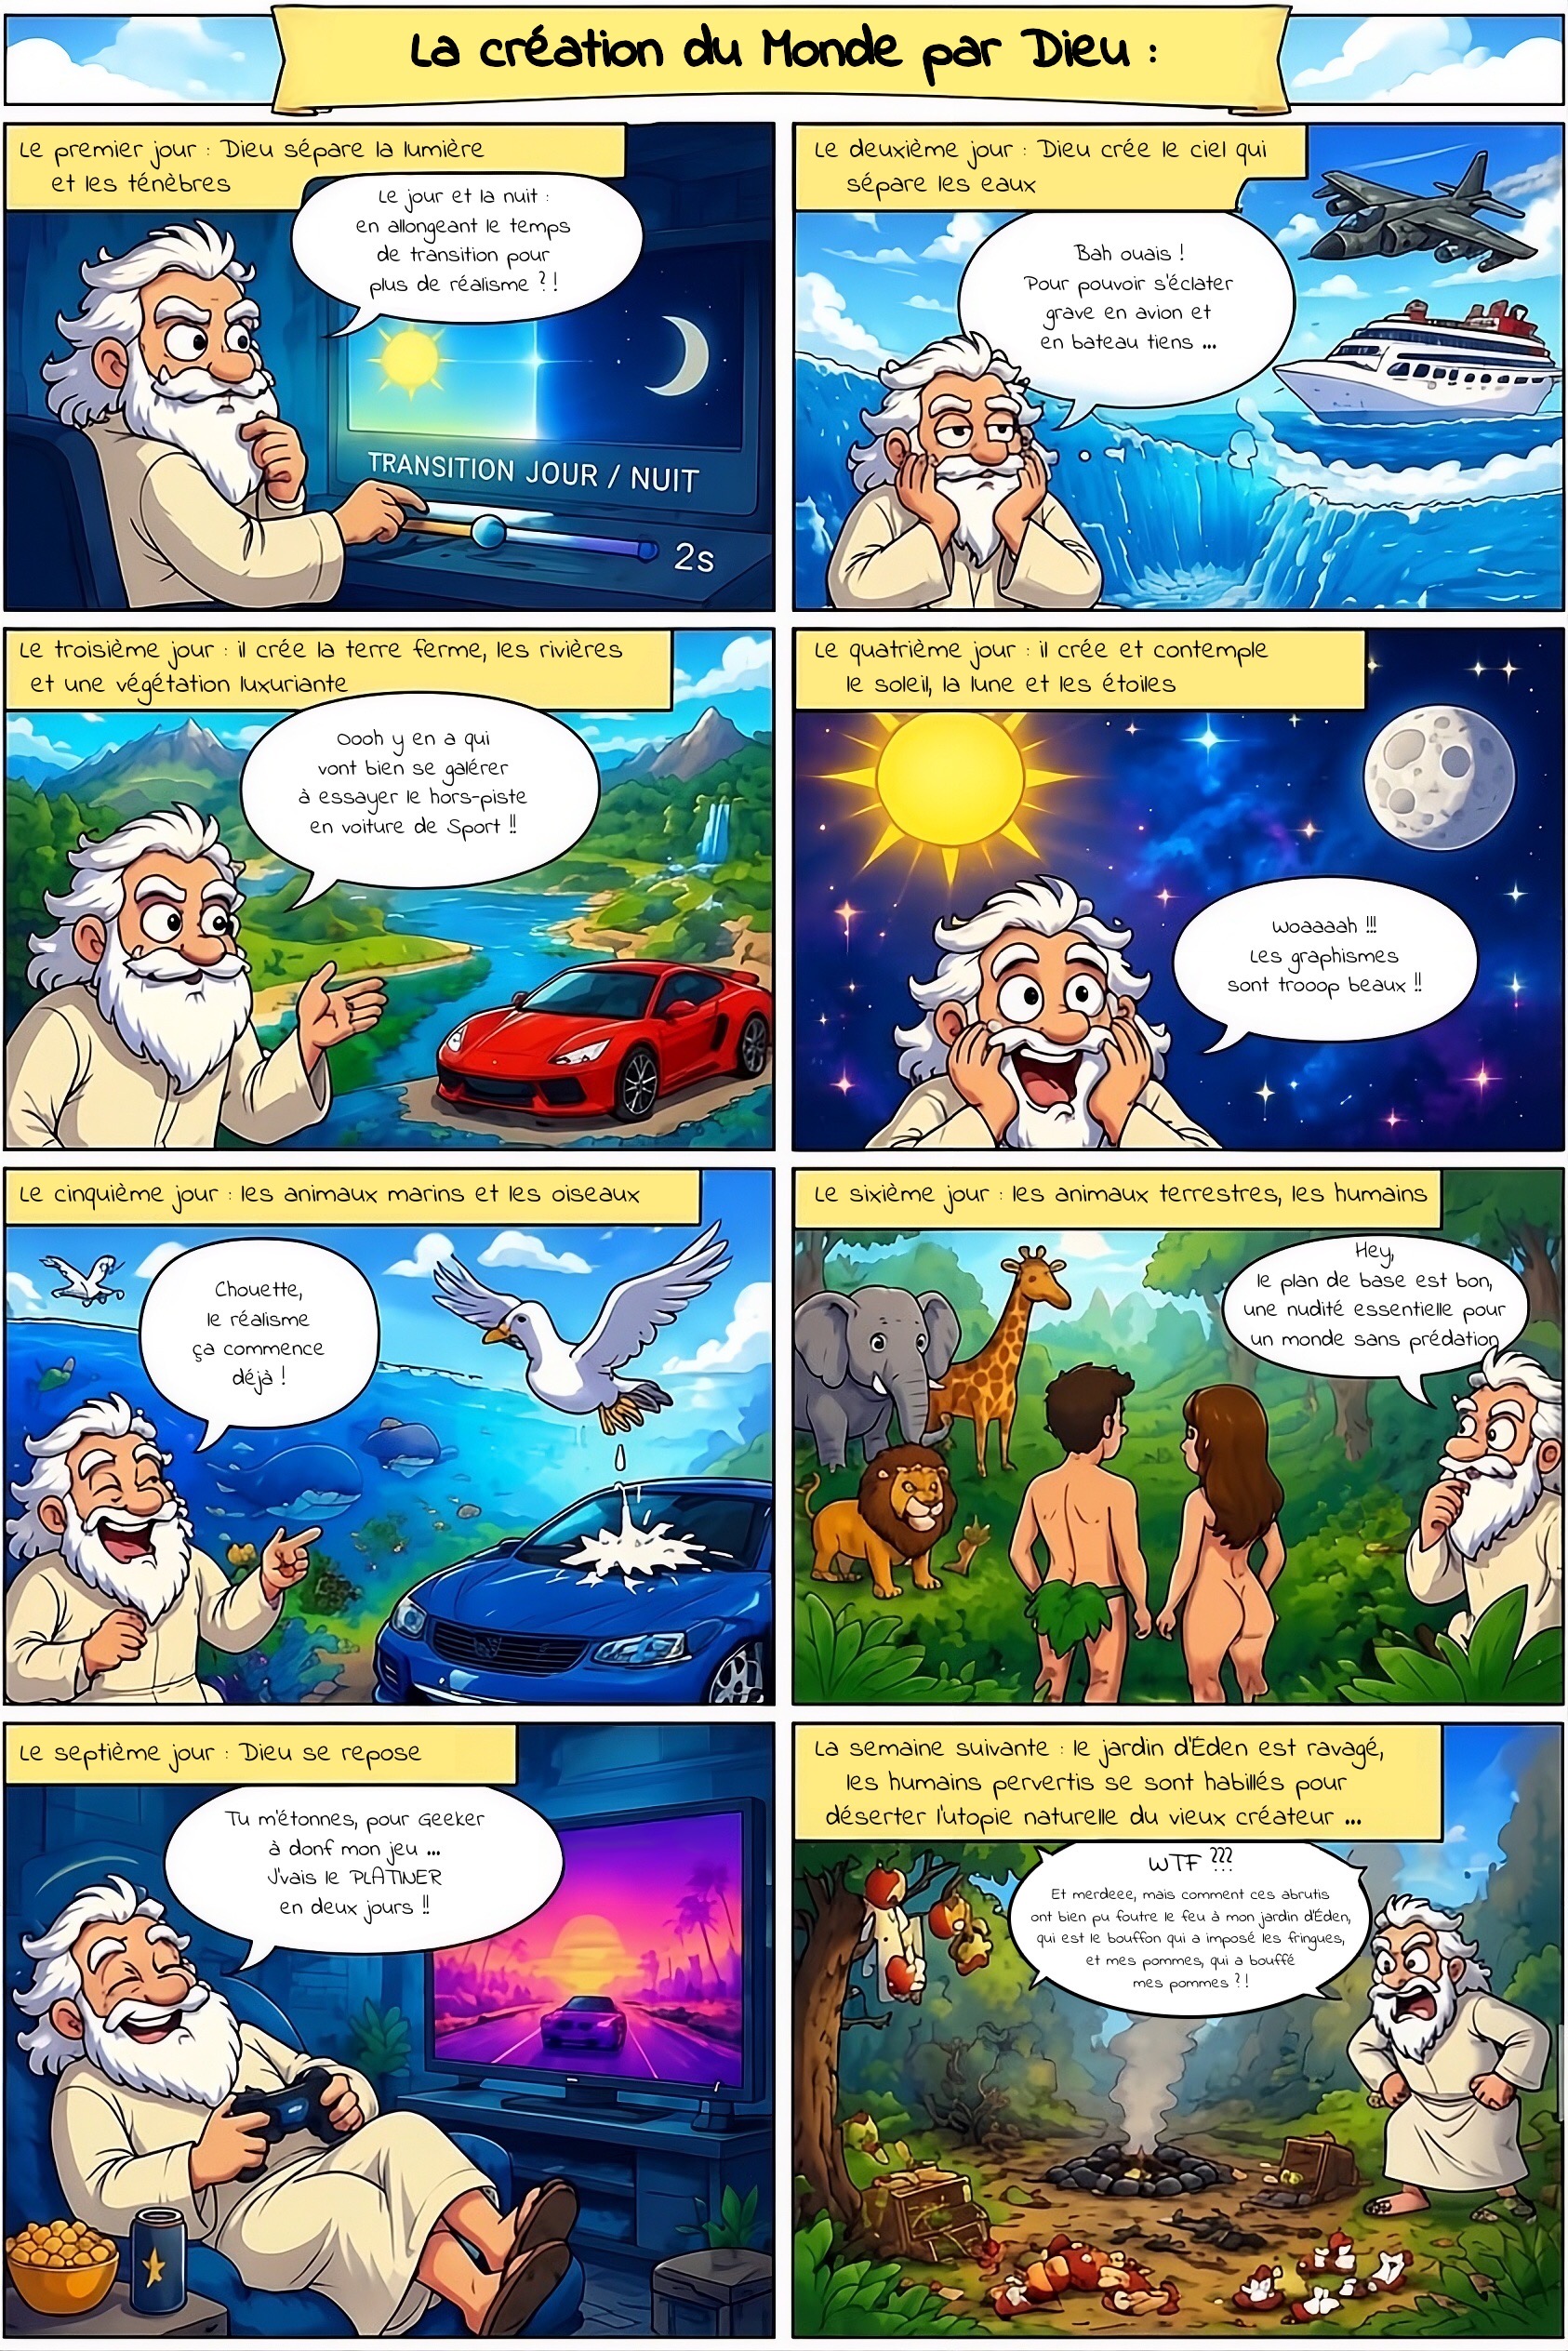 La création du Monde par Dieu :
Le premier jour : Dieu sépare la lumière
et les ténèbres
Le jour et la nuit :
en allongeant le temps
de transition pour
plus de réalisme ?!
TRANSITION JOUR / NUIT
2s
Le deuxième jour : Dieu crée le ciel qui
sépare les eaux
Bah ouais !
Pour pouvoir s'éclater
grave en avion et
en bateau tiens ...
Le troisième jour : il crée la terre ferme, les rivières
et une végétation luxuriante
Oooh y en a qui
vont bien se galérer
à essayer le hors-piste
en voiture de Sport !!
Le quatrième jour : il crée et contemple
le soleil, la lune et les étoiles
Woaaaah !!!
Les graphismes
sont trooop beaux !!
Le cinquième jour : les animaux marins et les oiseaux
Chouette,
le réalisme
ça commence
déjà !
Le sixième jour : les animaux terrestres, les humains
Hey,
le plan de base est bon,
une nudité essentielle pour
un monde sans prédation
Le septième jour : Dieu se repose
Tu m'étonnes, pour Geeker
à donf mon jeu ...
J'vais le PLATINER
en deux jours !!
La semaine suivante : le jardin d'Éden est ravagé,
les humains pervertis se sont habillés pour
déserter l'utopie naturelle du vieux créateur ...
WTF ???
Et merdeee, mais comment ces abrutis
ont bien pu foutre le feu à mon jardin d'Éden,
qui est le bouffon qui a imposé les fringues,
et mes pommes, qui a bouffé
mes pommes ?!